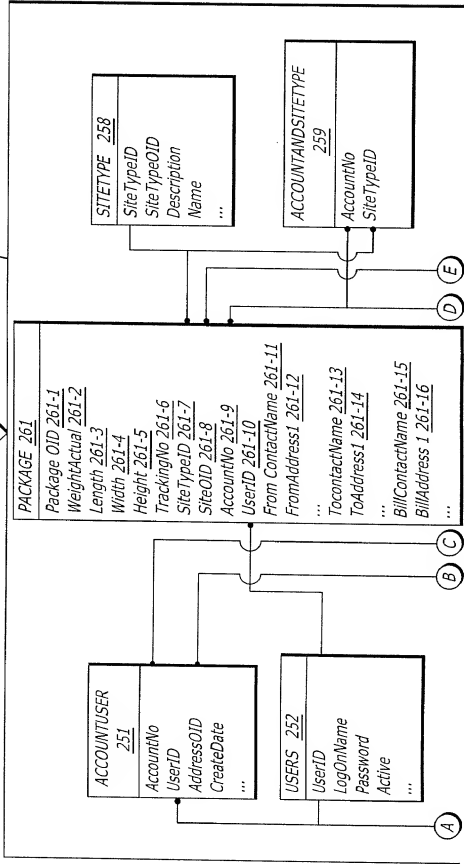 ACCOUNTUSER
251
AccountNo
UserID
AddressOID
CreateDate
...
USERS 252
UserID
LogOnName
Password
Active
...
PACKAGE 261
Package OID 261-1
WeightActual 261-2
Length 261-3
Width 261-4
Height 261-5
TrackingNo 261-6
SiteTypeID 261-7
SiteOID 261-8
AccountNo 261-9
UserID 261-10
From ContactName 261-11
FromAddress1 261-12
...
TocontactName 261-13
ToAddress1 261-14
...
BillContactName 261-15
BillAddress 1 261-16
...
SITETYPE 258
SiteTypeID
SiteTypeOID
Description
Name
...
ACCOUNTANDSITETYPE
259
AccountNo
SiteTypeID
...
A
B
C
D
E